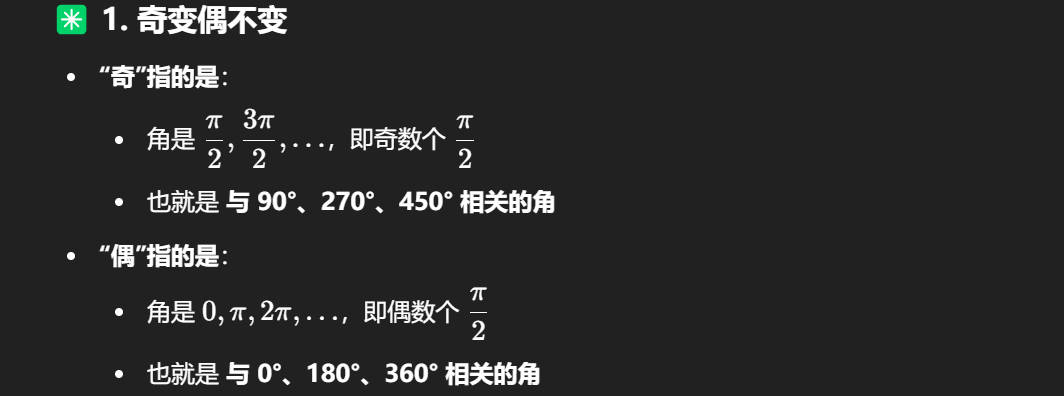 ✳️ 1. 奇变偶不变
• “奇”指的是：
• 角是 π/2, 3π/2, …，即奇数个 π/2
• 也就是 与 90°、270°、450° 相关的角
• “偶”指的是：
• 角是 0, π, 2π, …，即偶数个 π/2
• 也就是 与 0°、180°、360° 相关的角